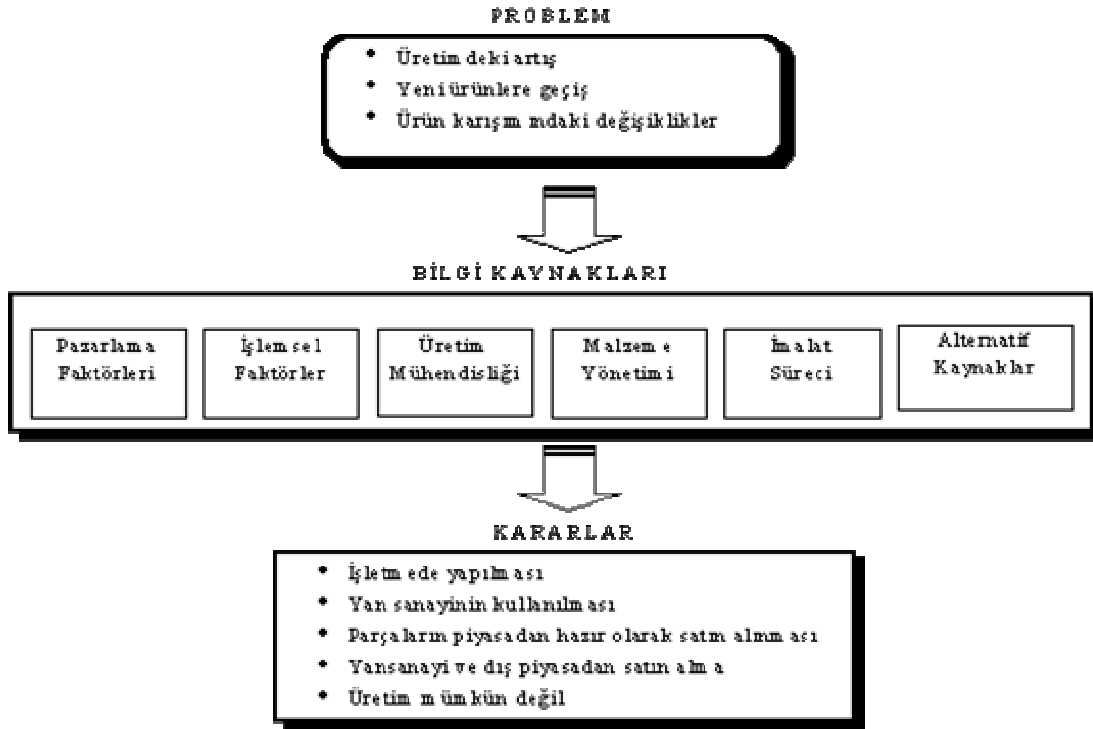 PROBLEM
• Üretimdeki artış
• Yeni ürünlere geçiş
• Ürün karışımındaki değişiklikler
BİLGİ KAYNAKLARI
Pazarlama
Faktörleri
İşlemsel
Faktörler
Üretim
Mühendisliği
Malzeme
Yönetimi
İmalat
Süreci
Alternatif
Kaynaklar
KARARLAR
• İşletmede yapılması
• Yan sanayinin kullanılması
• Parçaların piyasadan hazır olarak satın alınması
• Yansanayi ve dış piyasadan satın alma
• Üretim mümkün değil